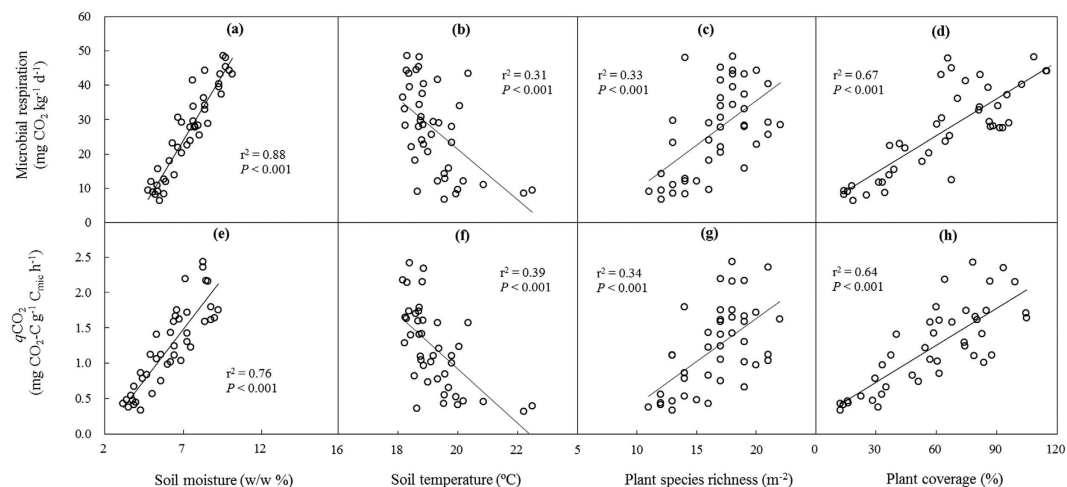 (a)
(b)
(c)
(d)
Microbial respiration
(mg CO2 kg-1 d-1)
60
50
40
30
20
10
0
r2 = 0.88
P < 0.001
r2 = 0.31
P < 0.001
r2 = 0.33
P < 0.001
r2 = 0.67
P < 0.001
(e)
(f)
(g)
(h)
qCO2
(mg CO2-C g-1 Cmic h-1)
2.5
2.0
1.5
1.0
0.5
0.0
r2 = 0.76
P < 0.001
r2 = 0.39
P < 0.001
r2 = 0.34
P < 0.001
r2 = 0.64
P < 0.001
2 7 12 16 18 20 22 24 5 10 15 20 0 30 60 90 120
Soil moisture (w/w %)
Soil temperature (ºC)
Plant species richness (m-2)
Plant coverage (%)